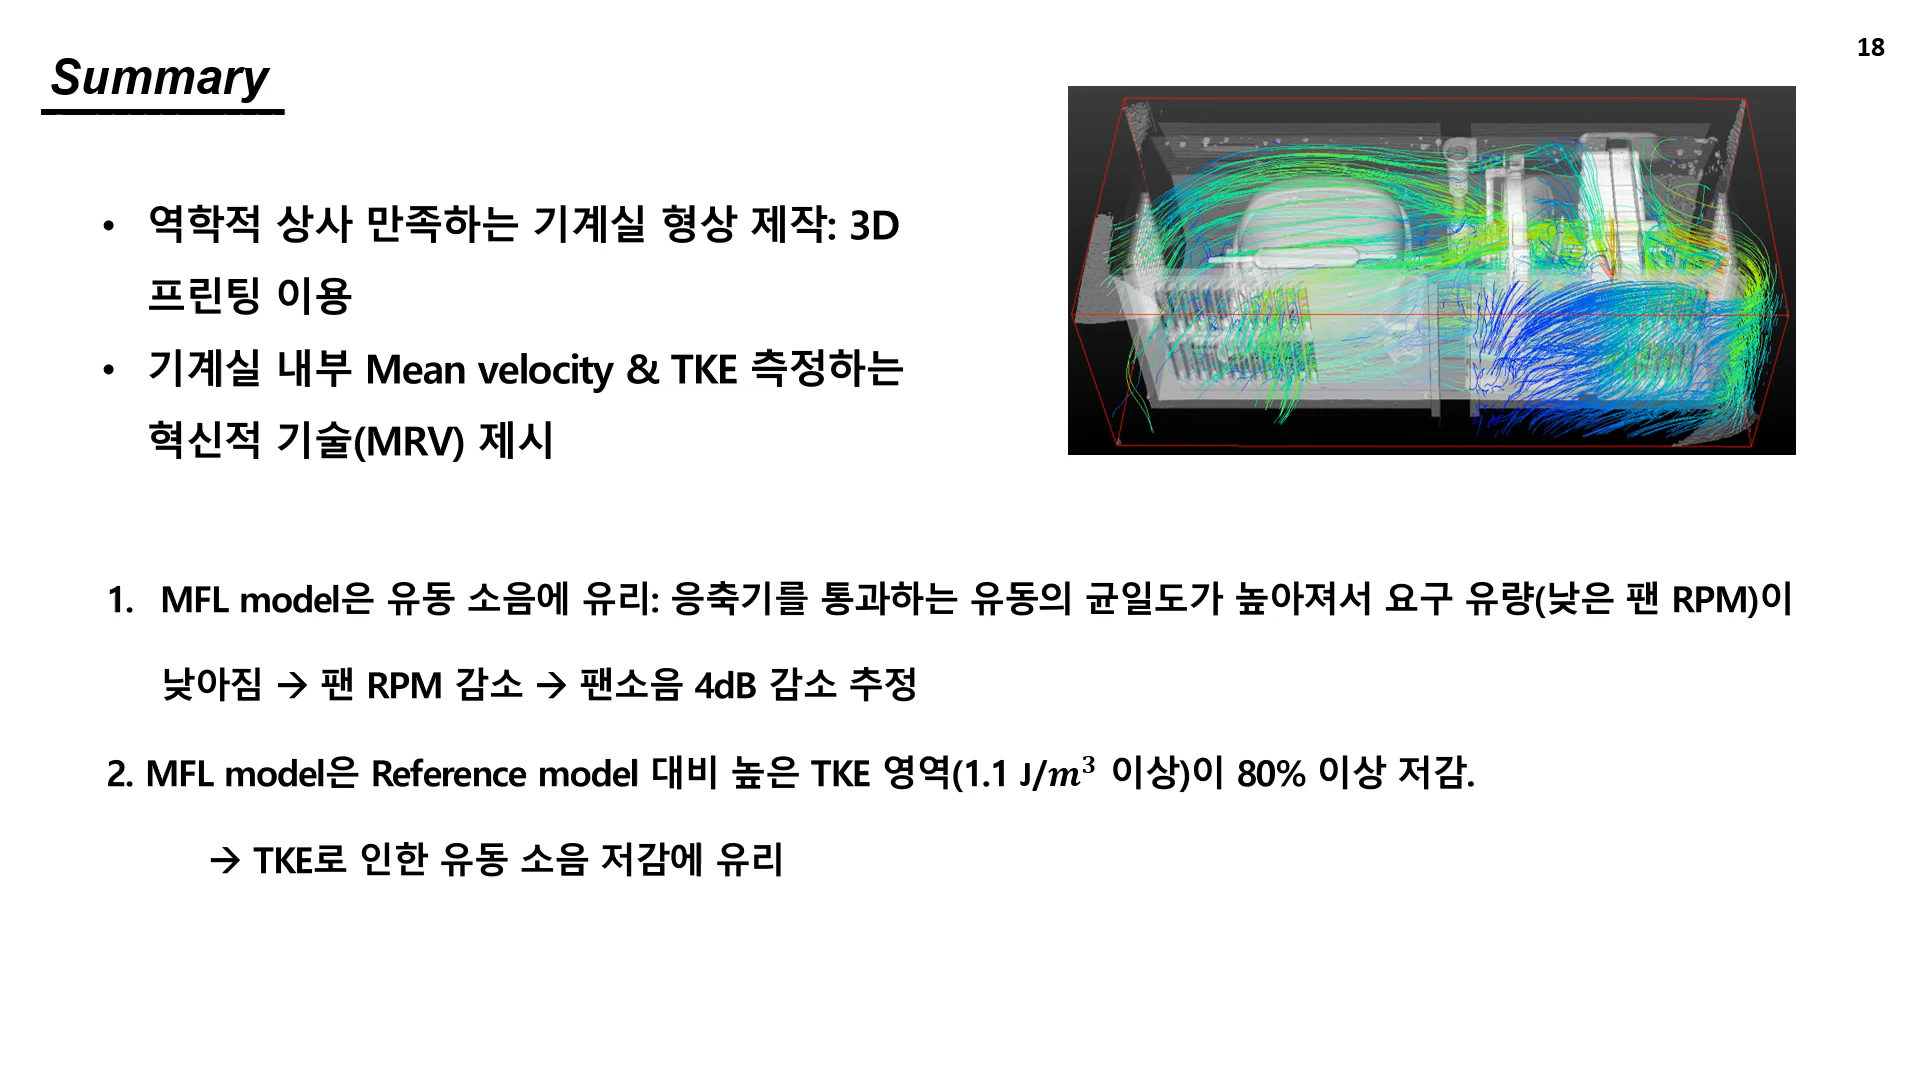 18
Summary
• 역학적 상사 만족하는 기계실 형상 제작: 3D
프린팅 이용
• 기계실 내부 Mean velocity & TKE 측정하는
혁신적 기술(MRV) 제시
1. MFL model은 유동 소음에 유리: 응축기를 통과하는 유동의 균일도가 높아져서 요구 유량(낮은 팬 RPM)이
낮아짐 → 팬 RPM 감소 → 팬소음 4dB 감소 추정
2. MFL model은 Reference model 대비 높은 TKE 영역(1.1 J/m³ 이상)이 80% 이상 저감.
→ TKE로 인한 유동 소음 저감에 유리